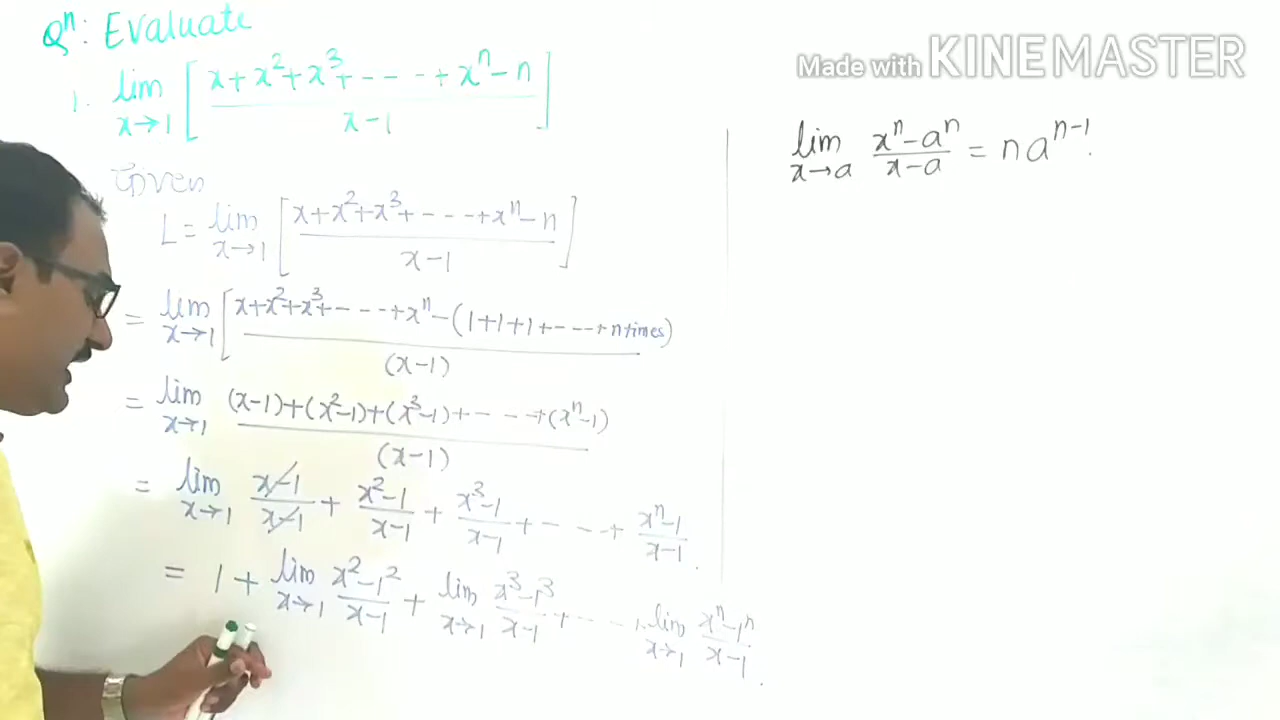 Qⁿ: Evaluate
1. lim x→1 [ (x+x²+x³+---+xⁿ-n) / (x-1) ]
Given
L = lim x→1 [ (x+x²+x³+---+xⁿ-n) / (x-1) ]
= lim x→1 [ (x+x²+x³+---+xⁿ-(1+1+1+---+n times) / (x-1)
= lim x→1 ((x-1)+(x²-1)+(x³-1)+---+(xⁿ-1)) / (x-1)
= lim x→1 (x-1)/(x-1) + (x²-1)/(x-1) + (x³-1)/(x-1) + ---+ (xⁿ-1)/(x-1).
= 1 + lim x→1 (x²-1²)/(x-1) + lim x→1 (x³-1³)/(x-1) + --- lim x→1 (xⁿ-1ⁿ)/(x-1).
Made with KINEMASTER
lim x→a (xⁿ-aⁿ)/(x-a) = naⁿ⁻¹.